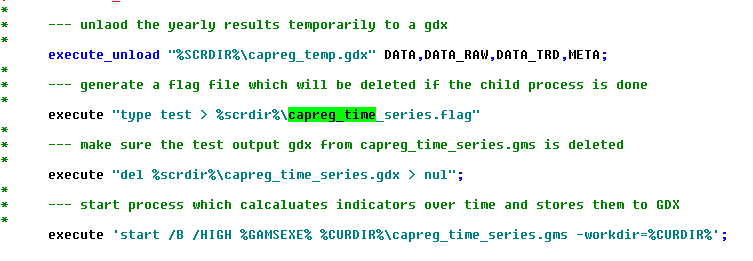 *
* --- unlaod the yearly results temporarily to a gdx
*
execute_unload "%SCRDIR%\capreg_temp.gdx" DATA,DATA_RAW,DATA_TRD,META;
*
* --- generate a flag file which will be deleted if the child process is done
*
execute "type test > %scrdir%\capreg_time_series.flag"
*
* --- make sure the test output gdx from capreg_time_series.gms is deleted
*
execute "del %scrdir%\capreg_time_series.gdx > nul";
*
* --- start process which calcaluates indicators over time and stores them to GDX
*
execute 'start /B /HIGH %GAMSEXE% %CURDIR%\capreg_time_series.gms -workdir=%CURDIR%';